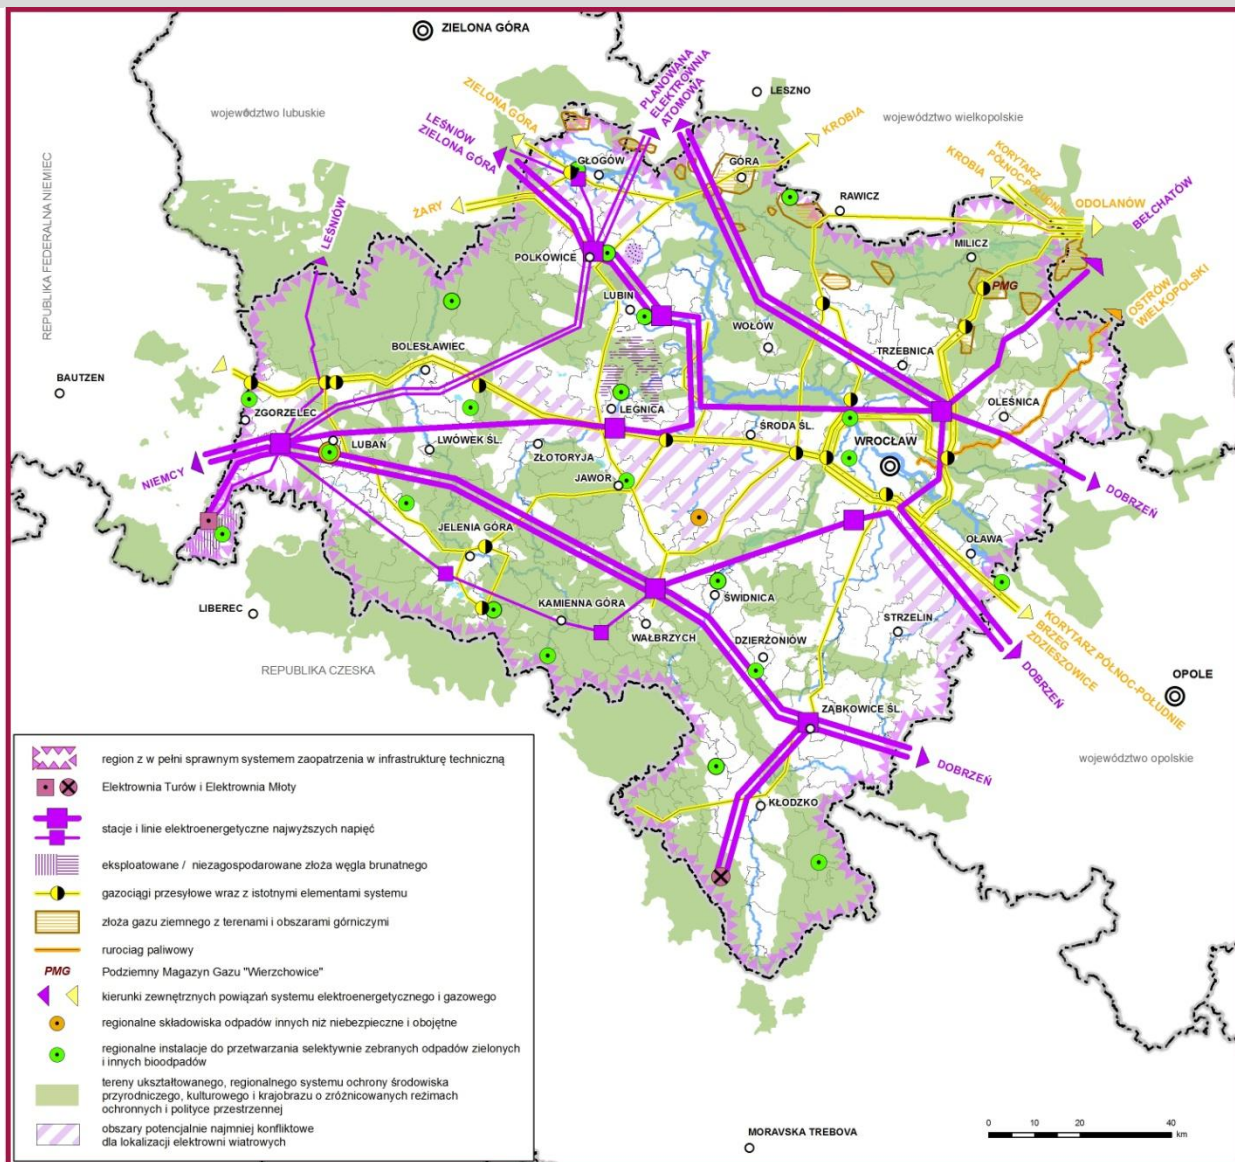 ZIELONA GÓRA
województwo lubuskie
ZIELONA GÓRA
LEŚNIÓW
ZIELONA GÓRA
PLANOWANA
ELEKTROWNIA
ATOMOWA
LESZNO
KROBIA
województwo wielkopolskie
KROBIA
KORYTARZ
PÓŁNOC-POŁUDNIE
ODOLANÓW
BEŁCHATÓW
REPUBLIKA FEDERALNA NIEMIEC
GŁOGÓW
GÓRA
RAWICZ
ŻARY
LEŚNIÓW
POLKOWICE
MILICZ
PMG
OSTRÓW
WIELKOPOLSKI
LUBIN
WOŁÓW
BOLESŁAWIEC
TRZEBNICA
BAUTZEN
ZGORZELEC
LEGNICA
OLEŚNICA
LUBAŃ
LWÓWEK ŚL.
ZŁOTORYJA
ŚRODA ŚL.
WROCŁAW
NIEMCY
JAWOR
DOBRZEŃ
JELENIA GÓRA
OŁAWA
LIBEREC
KAMIENNA GÓRA
ŚWIDNICA
WAŁBRZYCH
STRZELIN
DZIERŻONIÓW
KORYTARZ PÓŁNOC-POŁUDNIE
BRZEG
ZDZIESZOWICE
REPUBLIKA CZESKA
DOBRZEŃ
OPOLE
ZĄBKOWICE ŚL.
DOBRZEŃ
województwo opolskie
KŁODZKO
region z w pełni sprawnym systemem zaopatrzenia w infrastrukturę techniczną
Elektrownia Turów i Elektrownia Młoty
stacje i linie elektroenergetyczne najwyższych napięć
eksploatowane / niezagospodarowane złoża węgla brunatnego
gazociągi przesyłowe wraz z istotnymi elementami systemu
złoża gazu ziemnego z terenami i obszarami górniczymi
rurociąg paliwowy
PMG Podziemny Magazyn Gazu "Wierzchowice"
kierunki zewnętrznych powiązań systemu elektroenergetycznego i gazowego
regionalne składowiska odpadów innych niż niebezpieczne i obojętne
regionalne instalacje do przetwarzania selektywnie zebranych odpadów zielonych
i innych bioodpadów
tereny ukształtowanego, regionalnego systemu ochrony środowiska
przyrodniczego, kulturowego i krajobrazu o zróżnicowanych reżimach
ochronnych i polityce przestrzennej
obszary potencjalnie najmniej konfliktowe
dla lokalizacji elektrowni wiatrowych
MORAVSKA TREBOVA
0 10 20 40
km